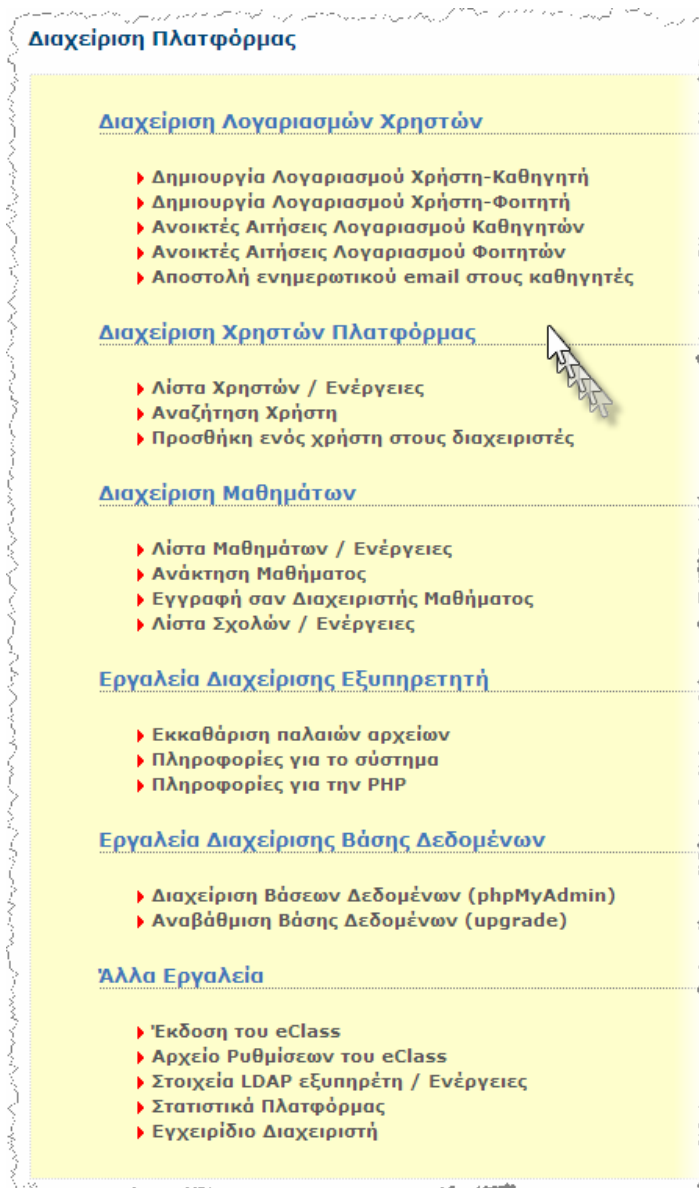 Διαχείριση Πλατφόρμας
Διαχείριση Λογαριασμών Χρηστών
Δημιουργία Λογαριασμού Χρήστη-Καθηγητή
Δημιουργία Λογαριασμού Χρήστη-Φοιτητή
Ανοικτές Αιτήσεις Λογαριασμού Καθηγητών
Ανοικτές Αιτήσεις Λογαριασμού Φοιτητών
Αποστολή ενημερωτικού email στους καθηγητές
Διαχείριση Χρηστών Πλατφόρμας
Λίστα Χρηστών / Ενέργειες
Αναζήτηση Χρήστη
Προσθήκη ενός χρήστη στους διαχειριστές
Διαχείριση Μαθημάτων
Λίστα Μαθημάτων / Ενέργειες
Ανάκτηση Μαθήματος
Εγγραφή σαν Διαχειριστής Μαθήματος
Λίστα Σχολών / Ενέργειες
Εργαλεία Διαχείρισης Εξυπηρετητή
Εκκαθάριση παλαιών αρχείων
Πληροφορίες για το σύστημα
Πληροφορίες για την PHP
Εργαλεία Διαχείρισης Βάσης Δεδομένων
Διαχείριση Βάσεων Δεδομένων (phpMyAdmin)
Αναβάθμιση Βάσης Δεδομένων (upgrade)
Άλλα Εργαλεία
Έκδοση του eClass
Αρχείο Ρυθμίσεων του eClass
Στοιχεία LDAP εξυπηρέτη / Ενέργειες
Στατιστικά Πλατφόρμας
Εγχειρίδιο Διαχειριστή